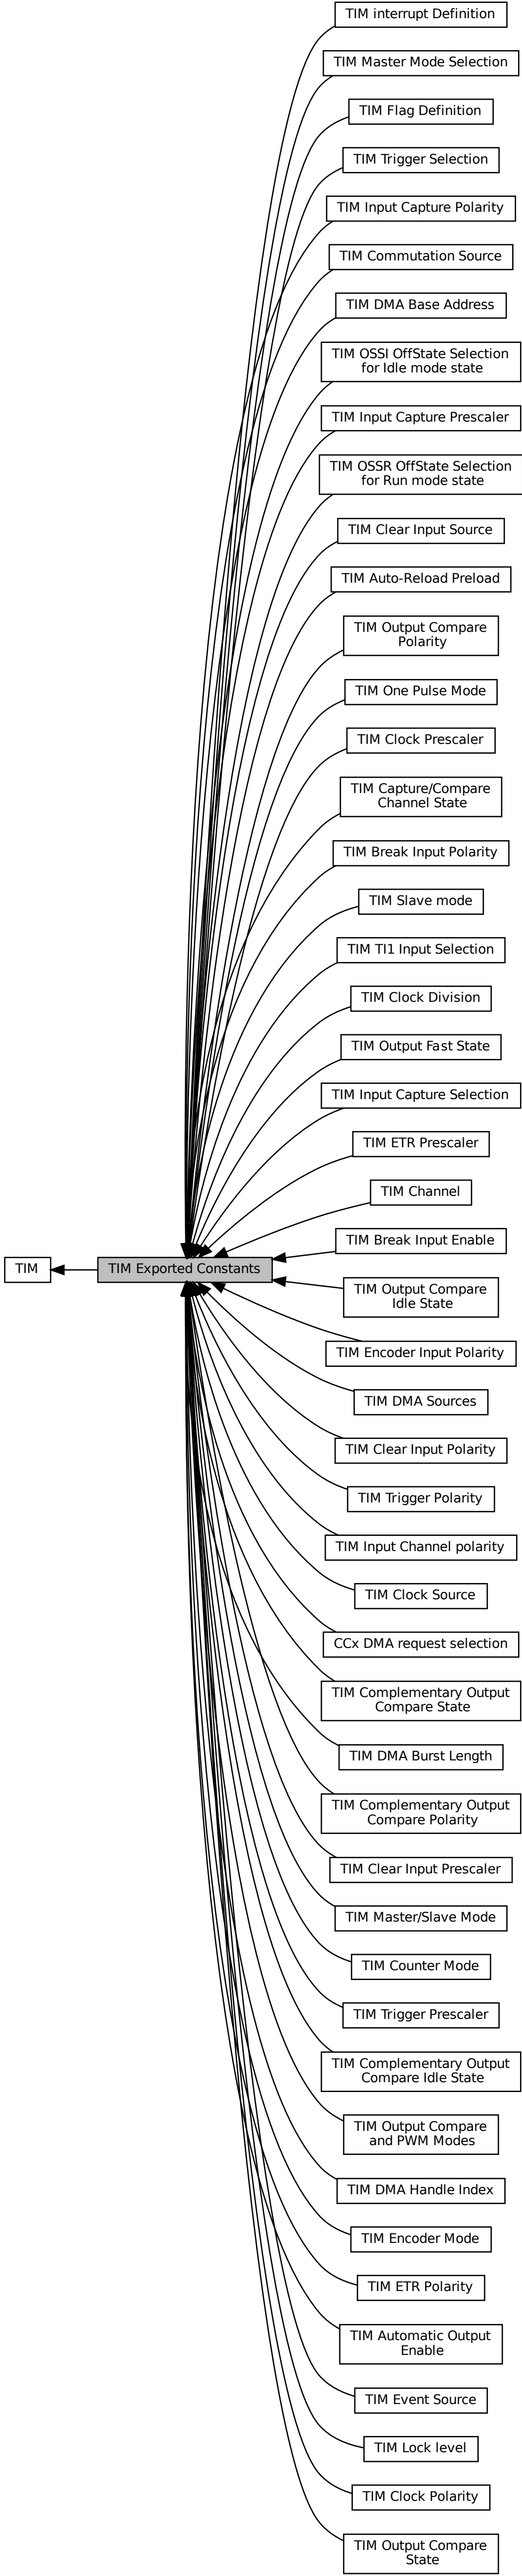 TIM interrupt Definition
TIM Master Mode Selection
TIM Flag Definition
TIM Trigger Selection
TIM Input Capture Polarity
TIM Commutation Source
TIM DMA Base Address
TIM OSSI OffState Selection
for Idle mode state
TIM Input Capture Prescaler
TIM OSSR OffState Selection
for Run mode state
TIM Clear Input Source
TIM Auto-Reload Preload
TIM Output Compare
Polarity
TIM One Pulse Mode
TIM Clock Prescaler
TIM Capture/Compare
Channel State
TIM Break Input Polarity
TIM Slave mode
TIM TI1 Input Selection
TIM Clock Division
TIM Output Fast State
TIM Input Capture Selection
TIM ETR Prescaler
TIM Channel
TIM Break Input Enable
TIM
TIM Exported Constants
TIM Output Compare
Idle State
TIM Encoder Input Polarity
TIM DMA Sources
TIM Clear Input Polarity
TIM Trigger Polarity
TIM Input Channel polarity
TIM Clock Source
CCx DMA request selection
TIM Complementary Output
Compare State
TIM DMA Burst Length
TIM Complementary Output
Compare Polarity
TIM Clear Input Prescaler
TIM Master/Slave Mode
TIM Counter Mode
TIM Trigger Prescaler
TIM Complementary Output
Compare Idle State
TIM Output Compare
and PWM Modes
TIM DMA Handle Index
TIM Encoder Mode
TIM ETR Polarity
TIM Automatic Output
Enable
TIM Event Source
TIM Lock level
TIM Clock Polarity
TIM Output Compare
State